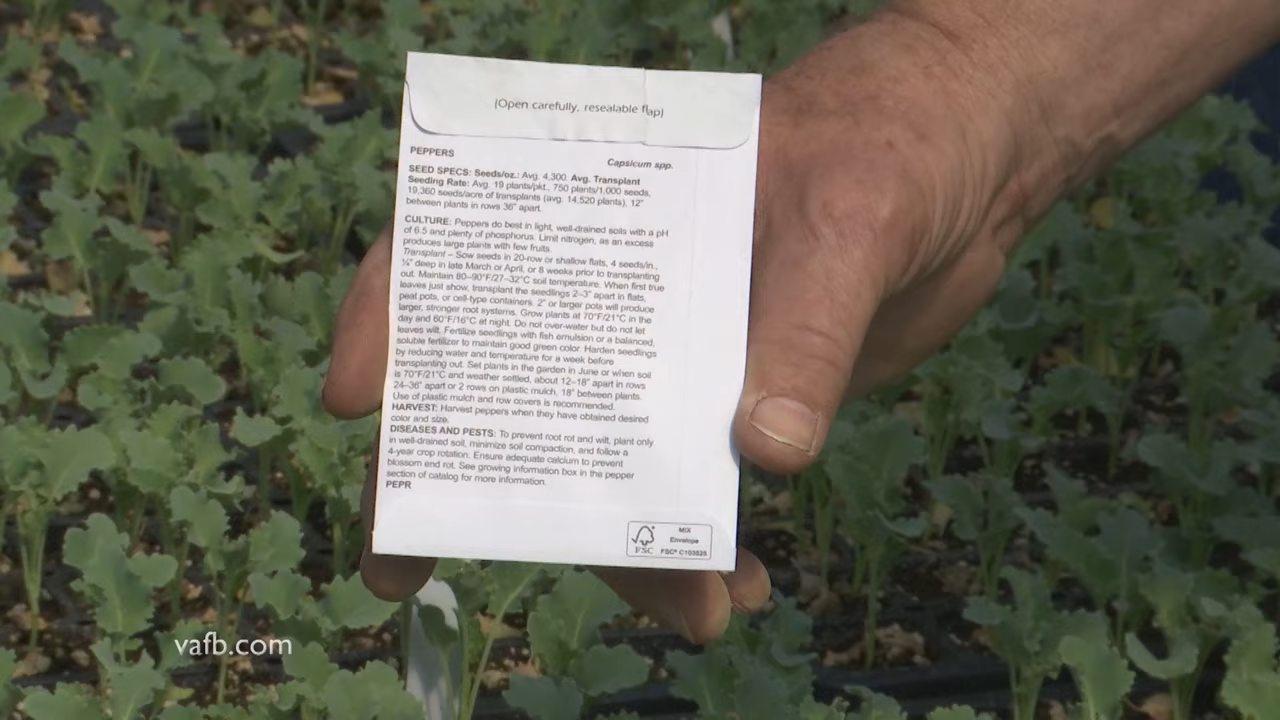 (Open carefully, resealable flap)
PEPPERS
Capsicum spp.
SEED SPECS: Seeds/oz.: Avg. 4,300. Avg. Transplant
Seeding Rate: Avg. 19 plants/pkt., 750 plants/1,000 seeds,
19,360 seeds/acre of transplants (avg. 14,520 plants), 12"
between plants in rows 36" apart.
CULTURE: Peppers do best in light, well-drained soils with a pH
of 6.5 and plenty of phosphorus. Limit nitrogen, as an excess
produces large plants with few fruits.
Transplant – Sow seeds in 20-row or shallow flats, 4 seeds/in.,
¼" deep in late March or April, or 8 weeks prior to transplanting
out. Maintain 80–90°F/27–32°C soil temperature. When first true
leaves just show, transplant the seedlings 2–3" apart in flats,
peat pots, or cell-type containers. 2" or larger pots will produce
larger, stronger root systems. Grow plants at 70°F/21°C in the
day and 60°F/16°C at night. Do not over-water but do not let
leaves wilt. Fertilize seedlings with fish emulsion or a balanced,
soluble fertilizer to maintain good green color. Harden seedlings
by reducing water and temperature for a week before
transplanting out. Set plants in the garden in June or when soil
is 70°F/21°C and weather settled, about 12–18" apart in rows
24–36" apart or 2 rows on plastic mulch, 18" between plants.
Use of plastic mulch and row covers is recommended.
HARVEST: Harvest peppers when they have obtained desired
color and size.
DISEASES AND PESTS: To prevent root rot and wilt, plant only
in well-drained soil, minimize soil compaction, and follow a
4-year crop rotation. Ensure adequate calcium to prevent
blossom end rot. See growing information box in the pepper
section of catalog for more information.
PEPR
MIX
Envelope
FSC
FSC® C103525
vafb.com